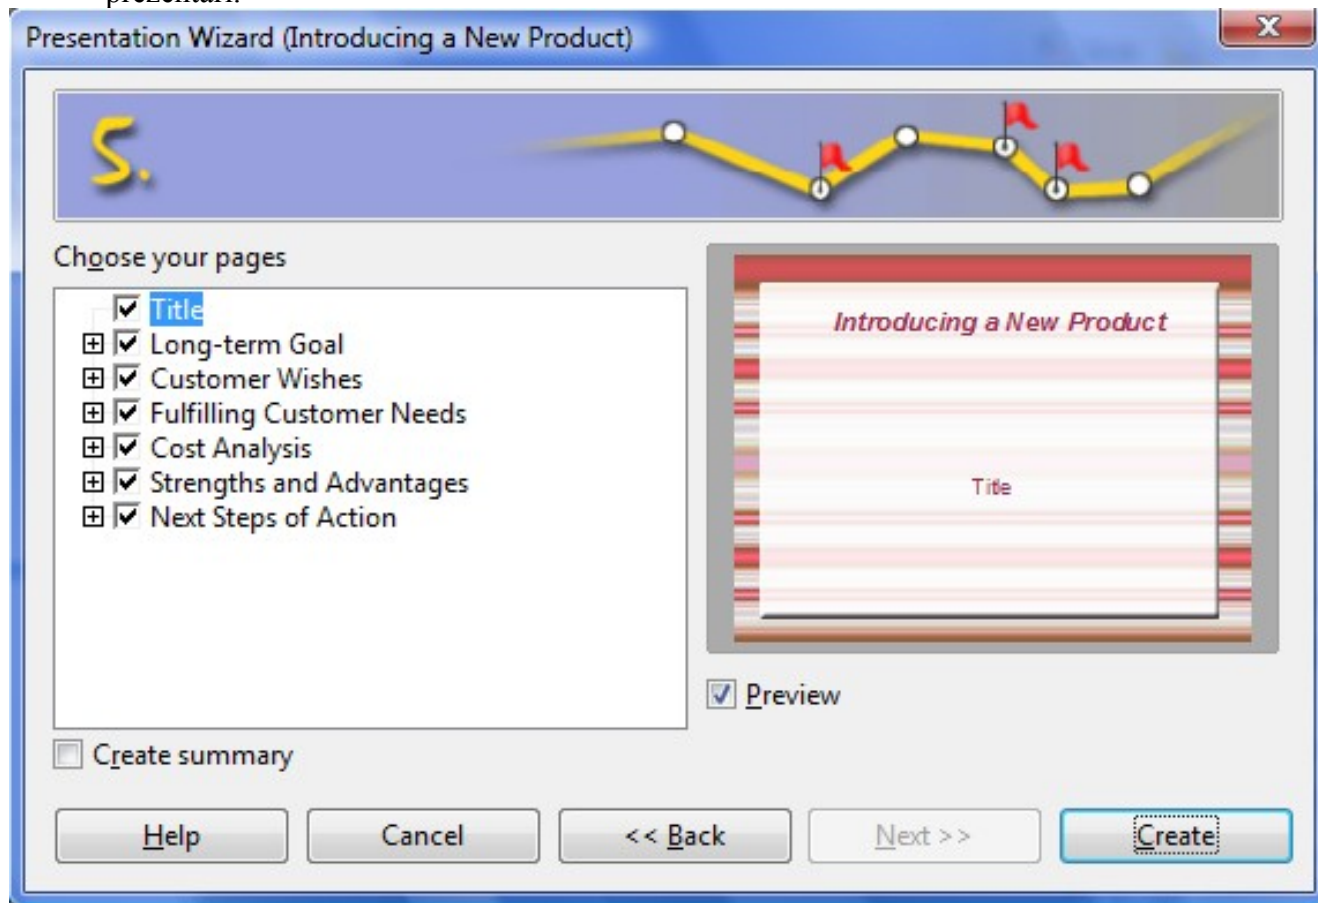 prezentări.
Presentation Wizard (Introducing a New Product)
5.
Choose your pages
Title
Long-term Goal
Customer Wishes
Fulfilling Customer Needs
Cost Analysis
Strengths and Advantages
Next Steps of Action
Introducing a New Product
Title
Preview
Create summary
Help
Cancel
<< Back
Next >>
Create